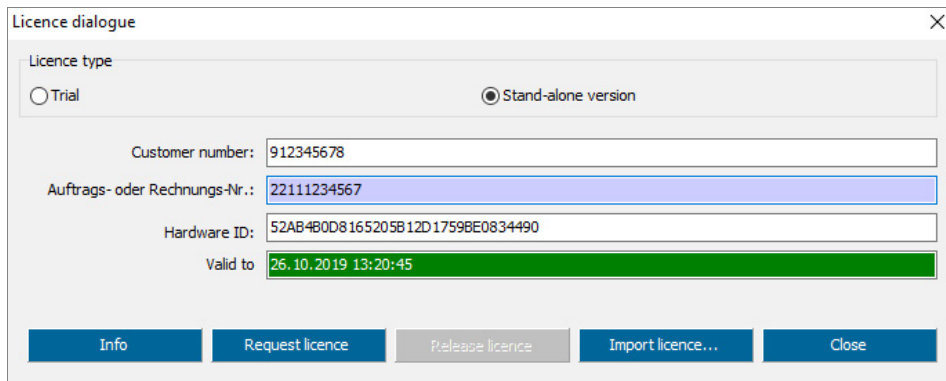 Licence dialogue
Licence type
Trial
Stand-alone version
Customer number: 912345678
Auftrags- oder Rechnungs-Nr.: 22111234567
Hardware ID: 52AB4B0D8165205B12D1759BE0834490
Valid to 26.10.2019 13:20:45
Info Request licence Release licence Import licence... Close